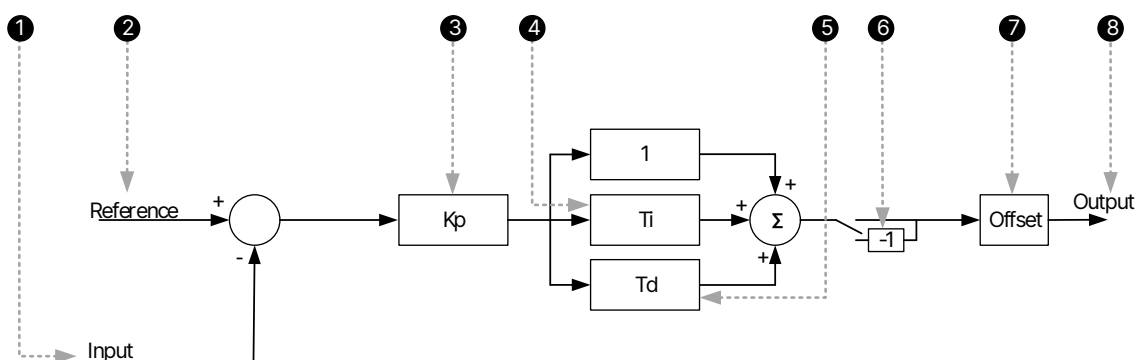 1 2 3 4 5 6 7 8
1
+ + Output
Reference + + Kp Ti Σ -1 Offset
- +
Td
Input